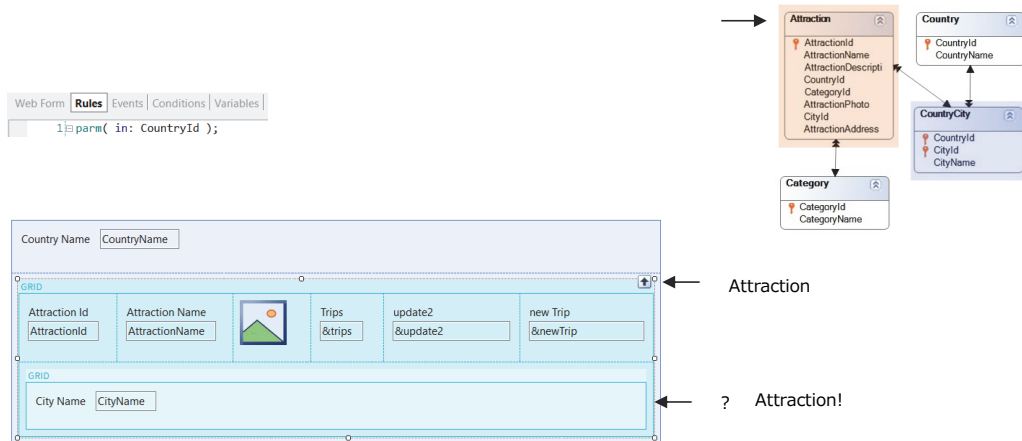 Attraction
AttractionId
AttractionName
AttractionDescripti
CountryId
CategoryId
AttractionPhoto
CityId
AttractionAddress
Country
CountryId
CountryName
CountryCity
CountryId
CityId
CityName
Category
CategoryId
CategoryName
Web Form Rules Events Conditions Variables
1 parm( in: CountryId );
Country Name CountryName
GRID
Attraction Id Attraction Name Trips update2 new Trip
AttractionId AttractionName &trips &update2 &newTrip
Attraction
GRID
City Name CityName
? Attraction!